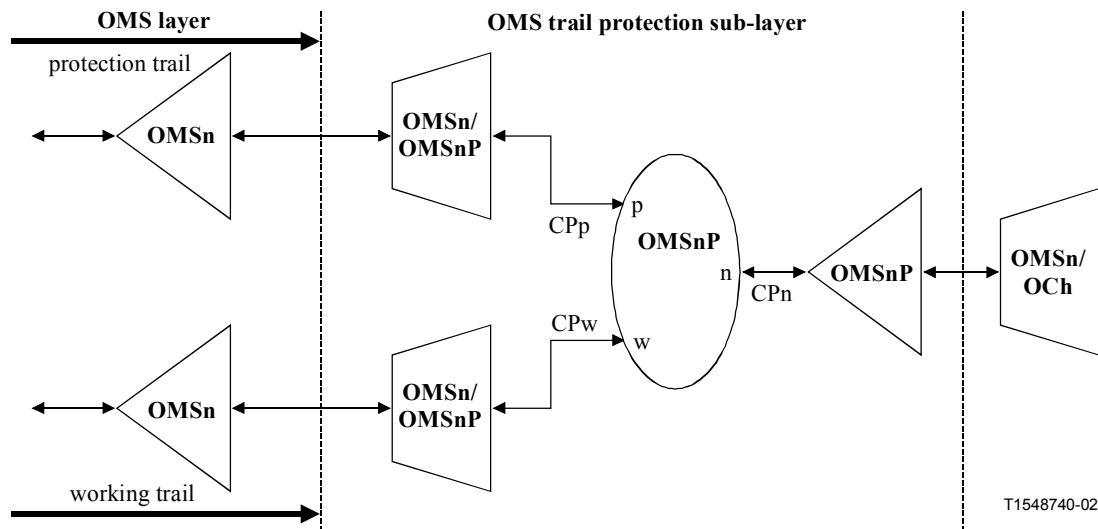 OMS layer
OMS trail protection sub-layer
protection trail
OMSn
OMSn/
OMSnP
CPp
p
OMSnP
n
CPn
OMSnP
OMSn/
OCh
CPw
w
OMSn
OMSn/
OMSnP
working trail
T1548740-02